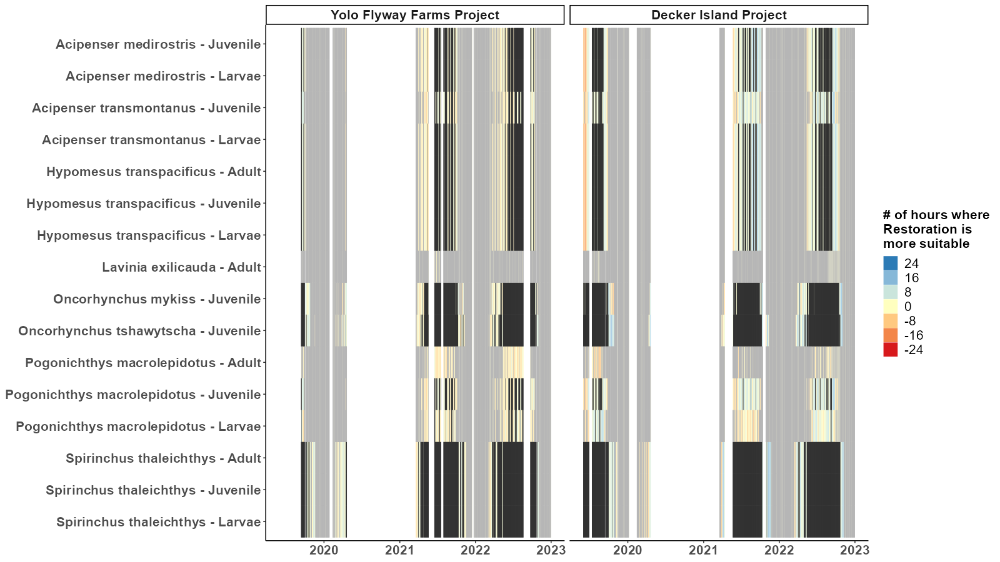 Yolo Flyway Farms Project
Decker Island Project
Acipenser medirostris - Juvenile
Acipenser medirostris - Larvae
Acipenser transmontanus - Juvenile
Acipenser transmontanus - Larvae
Hypomesus transpacificus - Adult
Hypomesus transpacificus - Juvenile
Hypomesus transpacificus - Larvae
Lavinia exilicauda - Adult
Oncorhynchus mykiss - Juvenile
Oncorhynchus tshawytscha - Juvenile
Pogonichthys macrolepidotus - Adult
Pogonichthys macrolepidotus - Juvenile
Pogonichthys macrolepidotus - Larvae
Spirinchus thaleichthys - Adult
Spirinchus thaleichthys - Juvenile
Spirinchus thaleichthys - Larvae
2020 2021 2022 2023
2020 2021 2022 2023
# of hours where
Restoration is
more suitable
24
16
8
0
-8
-16
-24